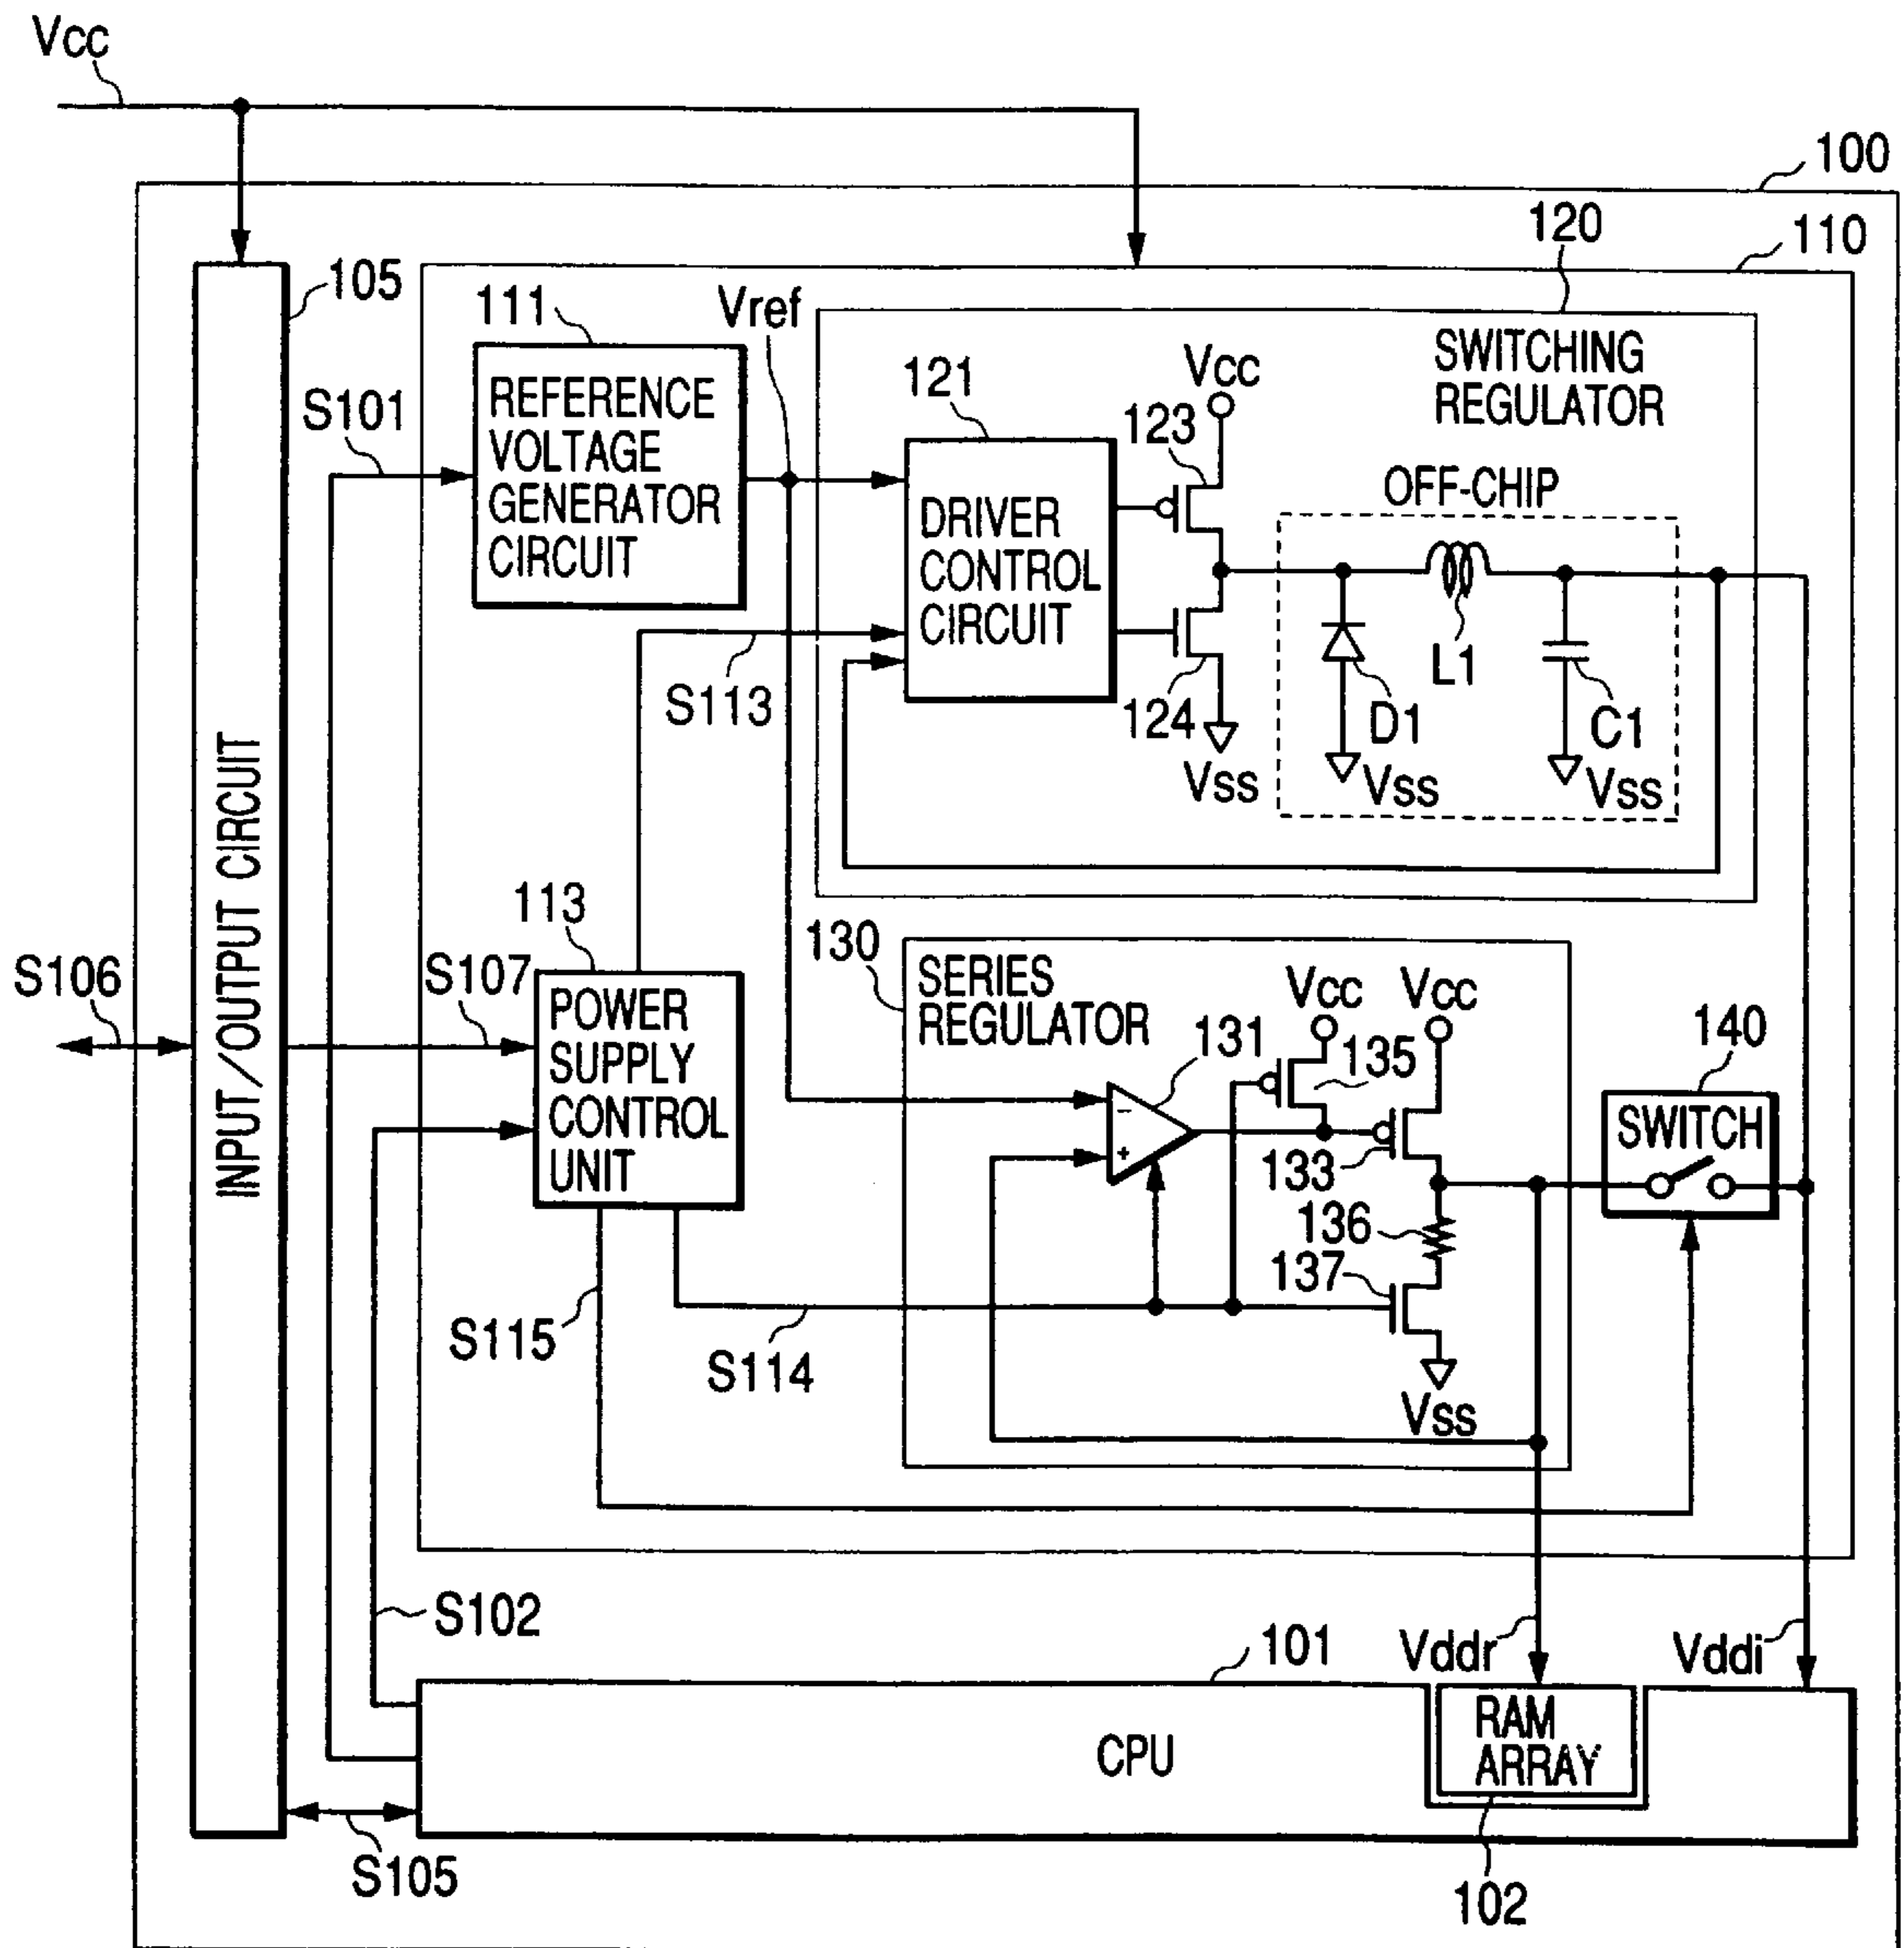 Vcc
100
120
110
105
111
Vref
SWITCHING
REGULATOR
121
Vcc
123
S101
REFERENCE
VOLTAGE
GENERATOR
CIRCUIT
OFF-CHIP
DRIVER
CONTROL
CIRCUIT
L1
S113
124
D1
C1
Vss
Vss
Vss
INPUT/OUTPUT CIRCUIT
113
130
SERIES
REGULATOR
Vcc
Vcc
S106
S107
POWER
SUPPLY
CONTROL
UNIT
131
135
140
SWITCH
-
+
133
136
137
S115
S114
Vss
S102
101
Vddr
Vddi
CPU
RAM
ARRAY
S105
102